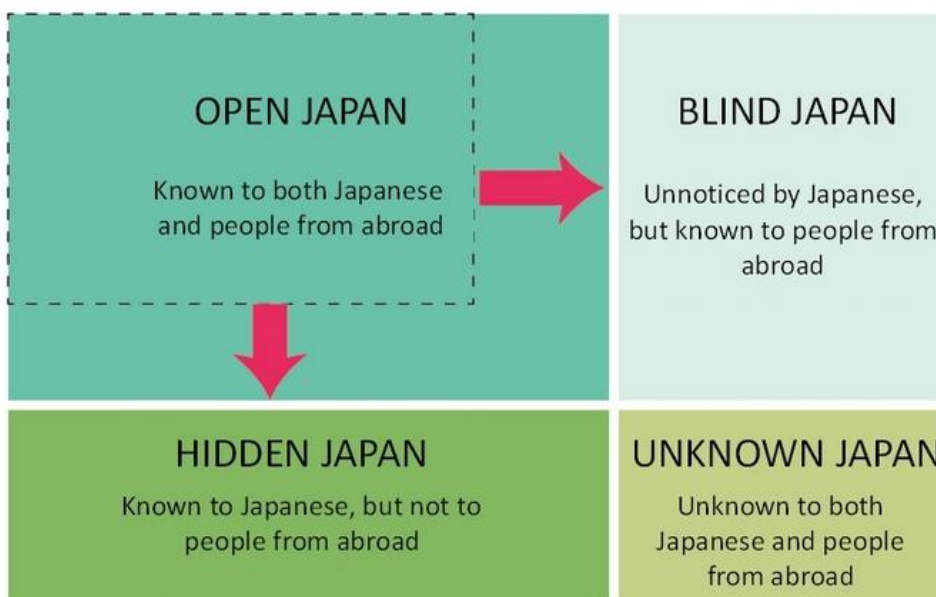 OPEN JAPAN
Known to both Japanese
and people from abroad
BLIND JAPAN
Unnoticed by Japanese,
but known to people from
abroad
HIDDEN JAPAN
Known to Japanese, but not to
people from abroad
UNKNOWN JAPAN
Unknown to both
Japanese and people
from abroad